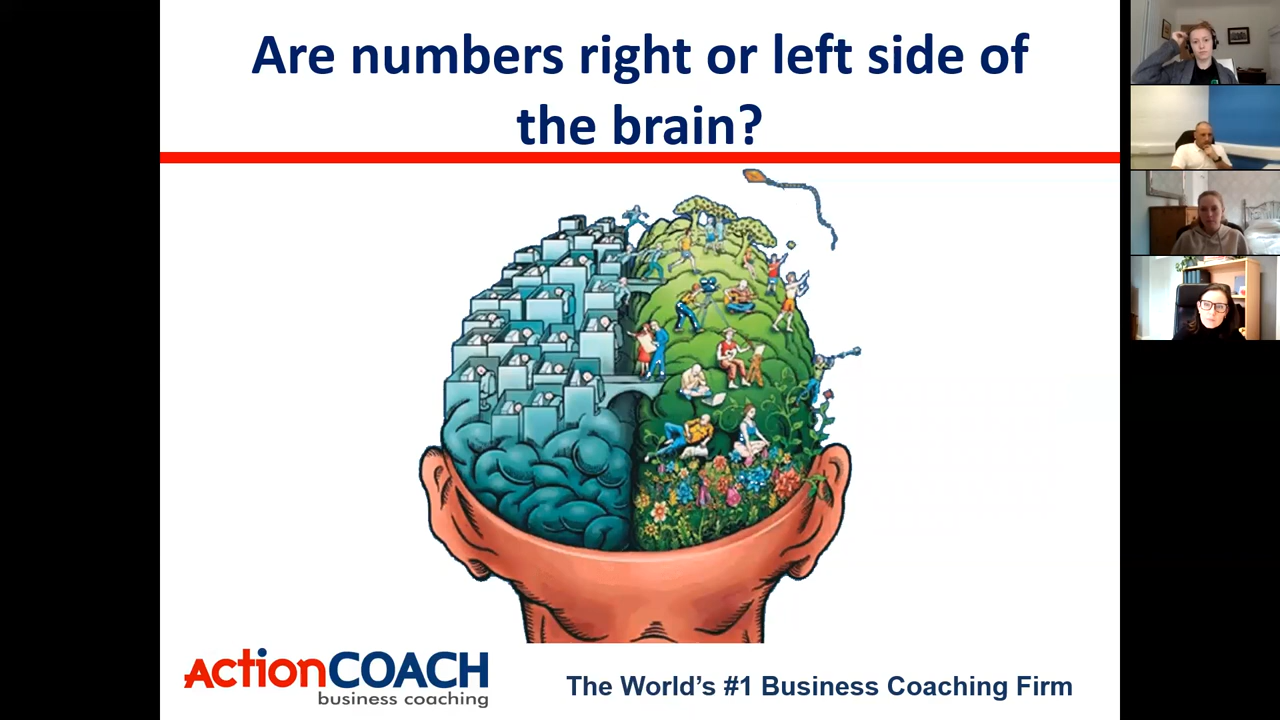 Are numbers right or left side of
the brain?
ActionCOACH
business coaching
The World's #1 Business Coaching Firm